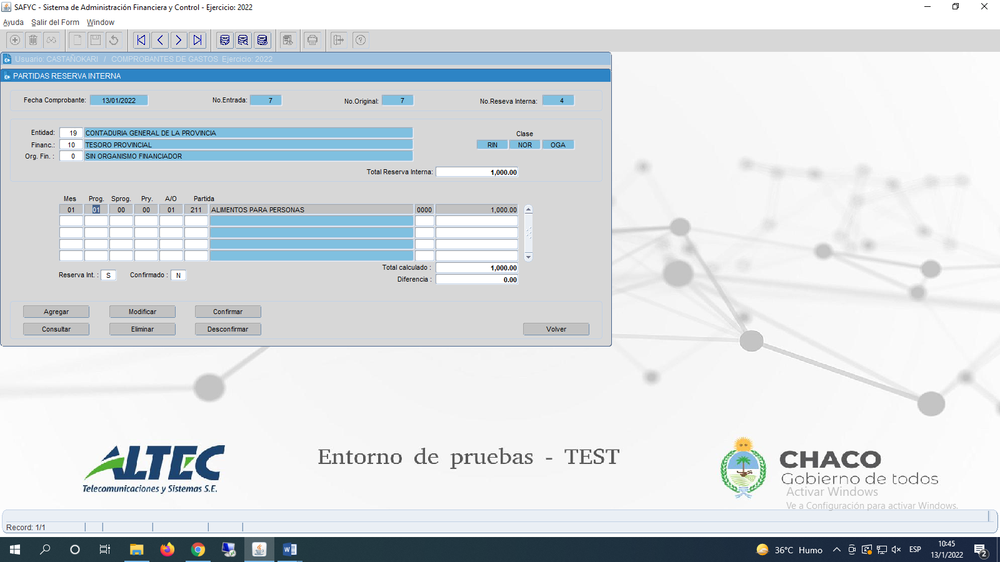 SAFYC - Sistema de Administración Financiera y Control - Ejercicio: 2022
Ayuda Salir del Form Window
Usuario: CASTAÑOKARI / COMPROBANTES DE GASTOS Ejercicio: 2022
PARTIDAS RESERVA INTERNA
Fecha Comprobante: 13/01/2022 No.Entrada: 7 No.Original: 7 No.Reseva Interna: 4
Entidad: 19 CONTADURIA GENERAL DE LA PROVINCIA Clase
Financ.: 10 TESORO PROVINCIAL RIN NOR OGA
Org. Fin. : 0 SIN ORGANISMO FINANCIADOR
Total Reserva Interna: 1,000.00
Mes Prog. Sprog. Pry. A/O Partida
01 01 00 00 01 211 ALIMENTOS PARA PERSONAS 0000 1,000.00
Total calculado : 1,000.00
Reserva Int. : S Confirmado : N
Diferencia : 0.00
Agregar Modificar Confirmar
Consultar Eliminar Desconfirmar Volver
ALTEC
Telecomunicaciones y Sistemas S.E.
Entorno de pruebas - TEST
CHACO
Gobierno de todos
Activar Windows
Ve a Configuración para activar Windows.
Record: 1/1
36°C Humo ESP 10:45
13/1/2022 2